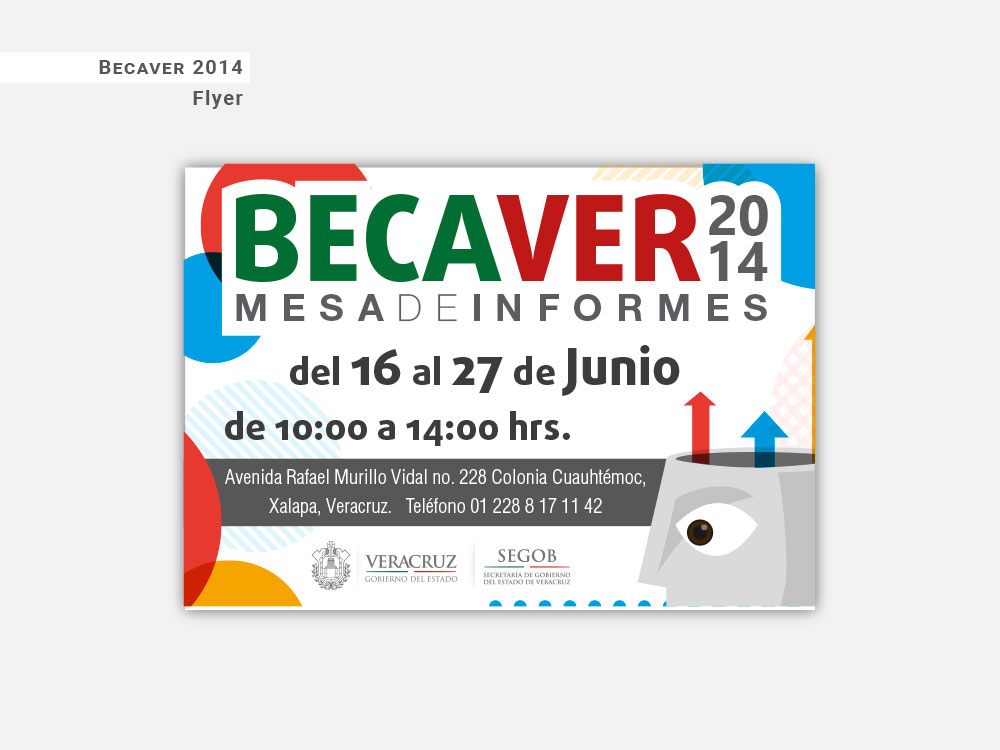 BECAVER 2014
Flyer
BECAVER 20
14
MESADEINFORMES
del 16 al 27 de Junio
de 10:00 a 14:00 hrs.
Avenida Rafael Murillo Vidal no. 228 Colonia Cuauhtémoc,
Xalapa, Veracruz. Teléfono 01 228 8 17 11 42
VERACRUZ
GOBIERNO DEL ESTADO
SEGOB
SECRETARÍA DE GOBIERNO
DEL ESTADO DE VERACRUZ